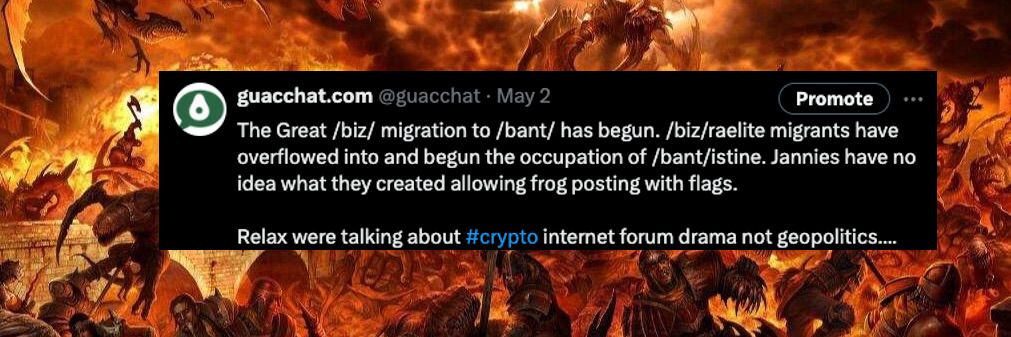 guacchat.com @guacchat · May 2
Promote
The Great /biz/ migration to /bant/ has begun. /biz/raelite migrants have
overflowed into and begun the occupation of /bant/istine. Jannies have no
idea what they created allowing frog posting with flags.
Relax were talking about #crypto internet forum drama not geopolitics....